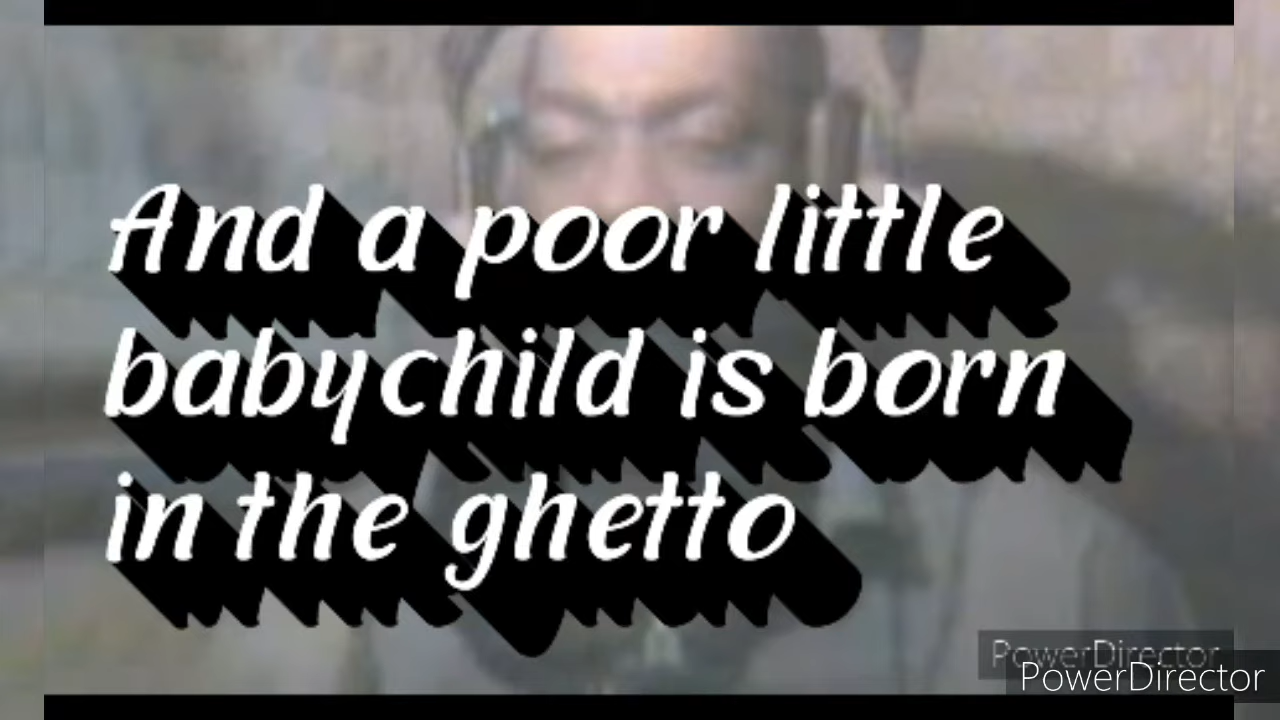 And a poor little
babychild is born
in the ghetto
PowerDirector
PowerDirector